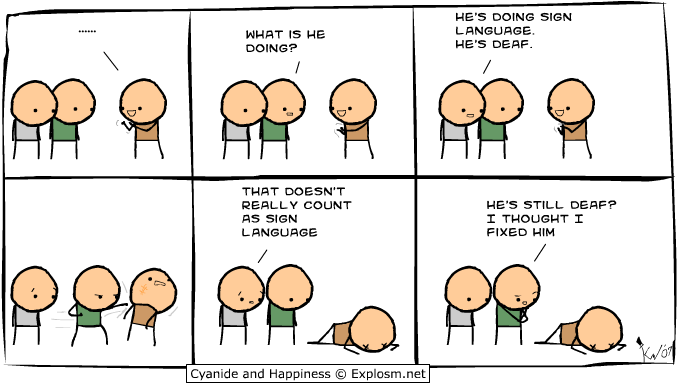 ......
WHAT IS HE
DOING?
HE'S DOING SIGN
LANGUAGE.
HE'S DEAF.
THAT DOESN'T
REALLY COUNT
AS SIGN
LANGUAGE
HE'S STILL DEAF?
I THOUGHT I
FIXED HIM
Cyanide and Happiness © Explosm.net